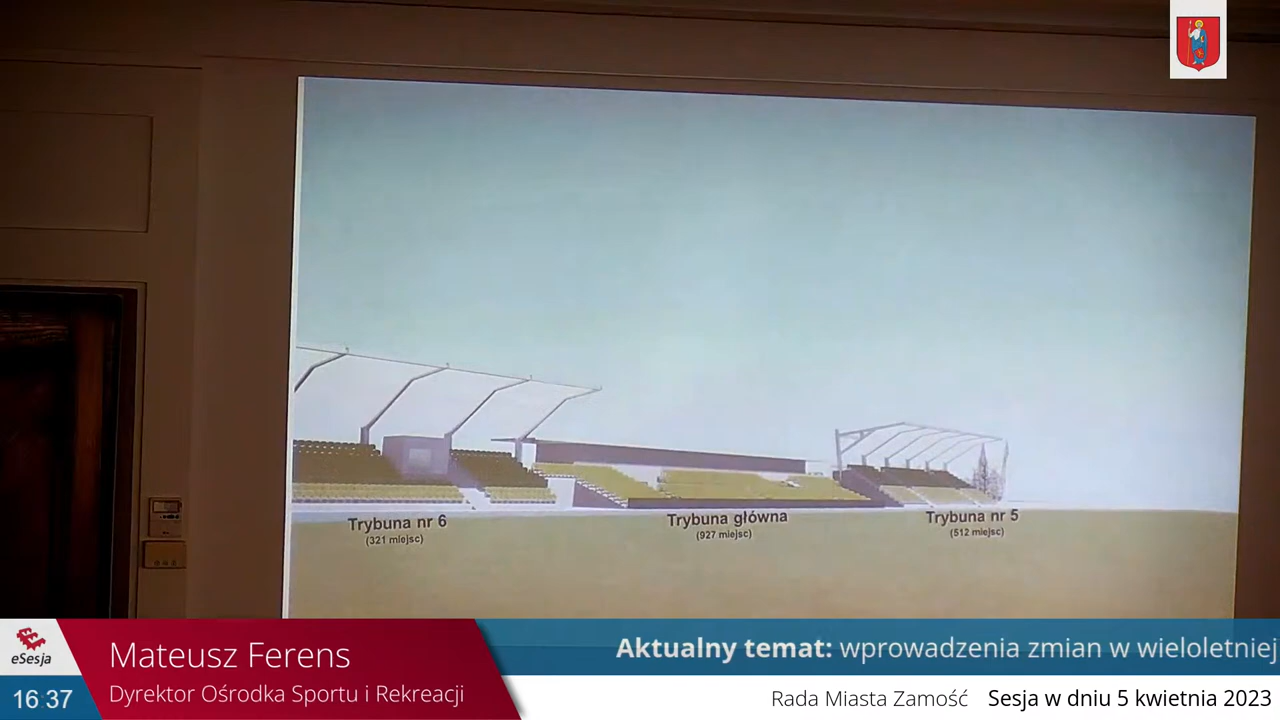 Trybuna nr 6
(321 miejsc)
Trybuna główna
(927 miejsc)
Trybuna nr 5
(512 miejsc)
eSesja
16:37
Mateusz Ferens
Dyrektor Ośrodka Sportu i Rekreacji
Aktualny temat: wprowadzenia zmian w wieloletniej
Rada Miasta Zamość Sesja w dniu 5 kwietnia 2023